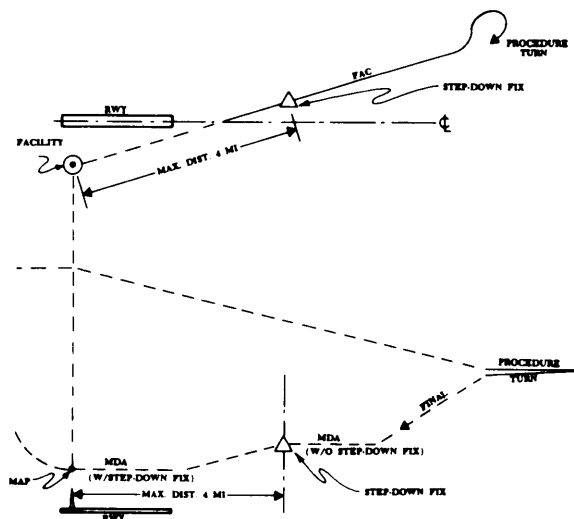 PROCEDURE
TURN
FAC
STEP-DOWN FIX
RWY
℄
FACILITY
MAX. DIST. 4 MI
PROCEDURE
TURN
FINAL
MDA
(W/O STEP-DOWN FIX)
MDA
(W/STEP-DOWN FIX)
MAP
STEP-DOWN FIX
MAX. DIST. 4 MI
RWY